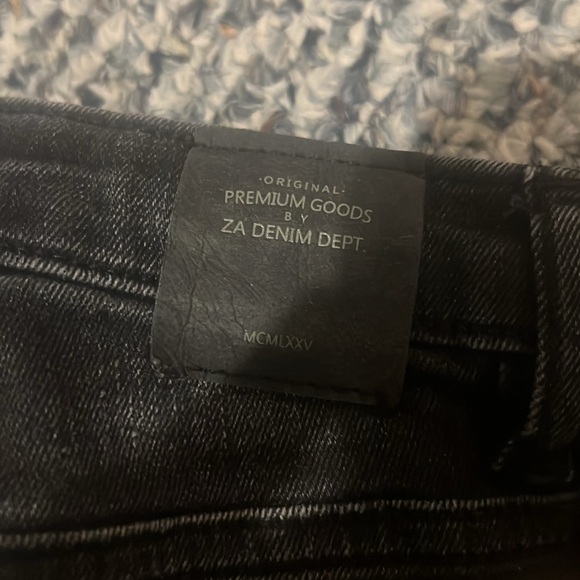 ·ORIGINAL·
PREMIUM GOODS
BY
ZA DENIM DEPT.
MCMLXXV